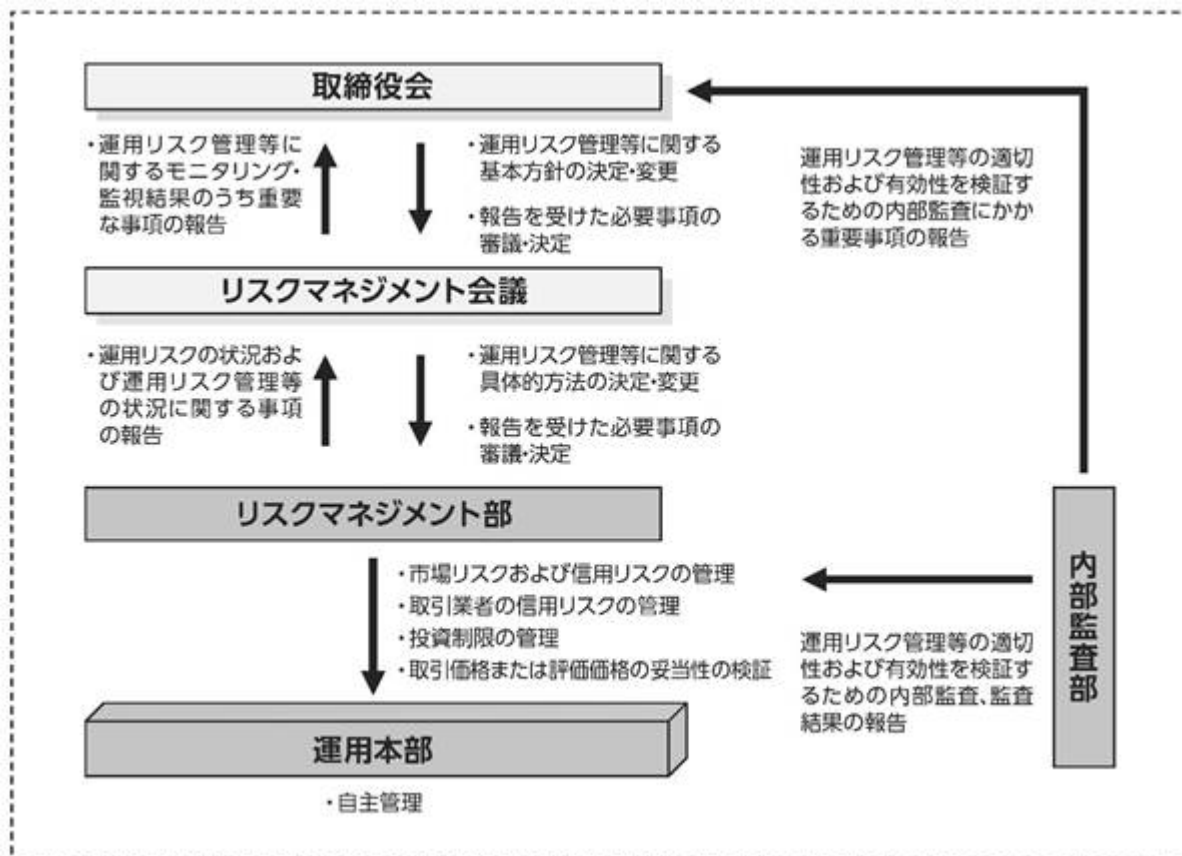 取締役会
・運用リスク管理等に
関するモニタリング・
監視結果のうち重要
な事項の報告
・運用リスク管理等に関する
基本方針の決定・変更
・報告を受けた必要事項の
審議・決定
運用リスク管理等の適切
性および有効性を検証す
るための内部監査にかか
る重要事項の報告
リスクマネジメント会議
・運用リスクの状況およ
び運用リスク管理等
の状況に関する事項
の報告
・運用リスク管理等に関する
具体的方法の決定・変更
・報告を受けた必要事項の
審議・決定
リスクマネジメント部
・市場リスクおよび信用リスクの管理
・取引業者の信用リスクの管理
・投資制限の管理
・取引価格または評価価格の妥当性の検証
内部監査部
運用リスク管理等の適切
性および有効性を検証す
るための内部監査、監査
結果の報告
運用本部
・自主管理